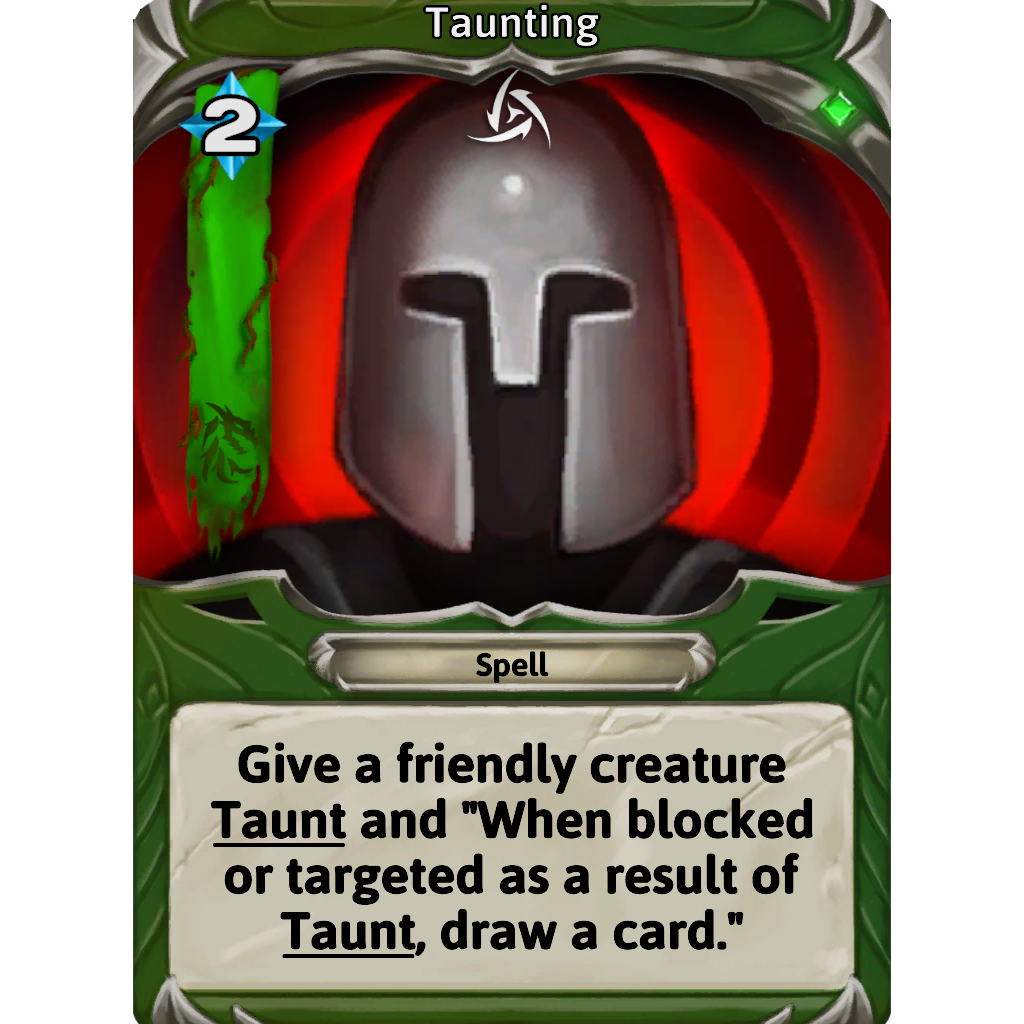 Taunting
2
Spell
Give a friendly creature
Taunt and "When blocked
or targeted as a result of
Taunt, draw a card."